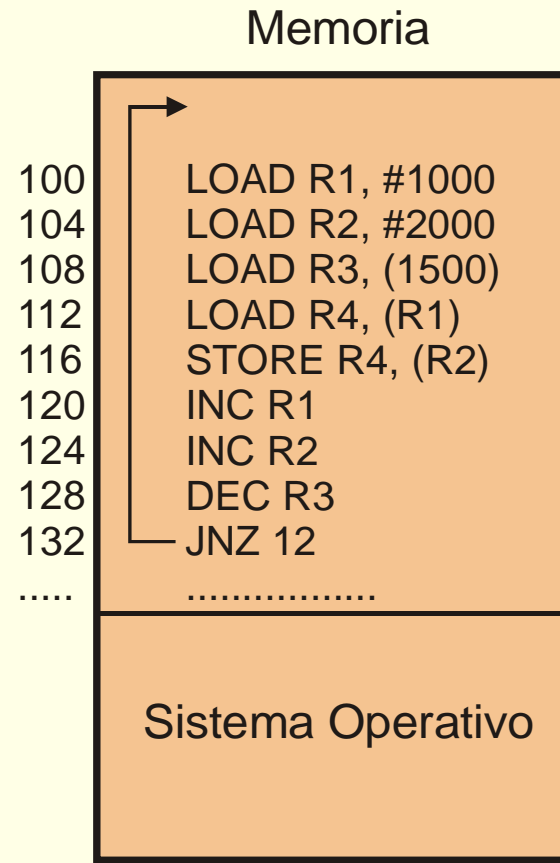 Memoria
100 LOAD R1, #1000
104 LOAD R2, #2000
108 LOAD R3, (1500)
112 LOAD R4, (R1)
116 STORE R4, (R2)
120 INC R1
124 INC R2
128 DEC R3
132 JNZ 12
..... .................
Sistema Operativo